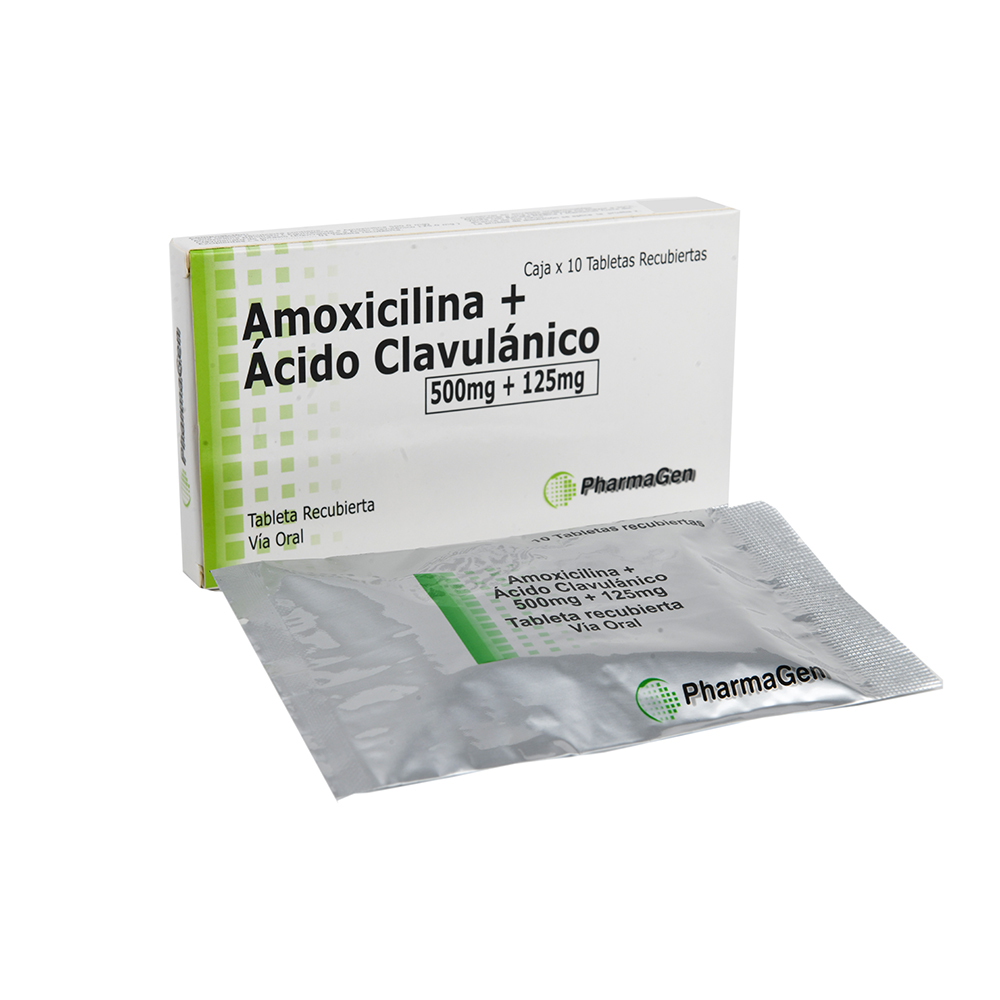 Caja x 10 Tabletas Recubiertas
Amoxicilina +
Ácido Clavulánico
500mg + 125mg
PharmaGen
Tableta Recubierta
Vía Oral
PharmaGen
10 Tabletas recubiertas
Amoxicilina +
Ácido Clavulánico
500mg + 125mg
Tableta recubierta
Vía Oral
PharmaGen